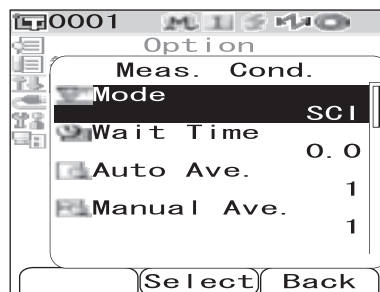 0001
Option
Meas. Cond.
Mode
SCI
Wait Time
0.0
Auto Ave.
1
Manual Ave.
1
Select Back